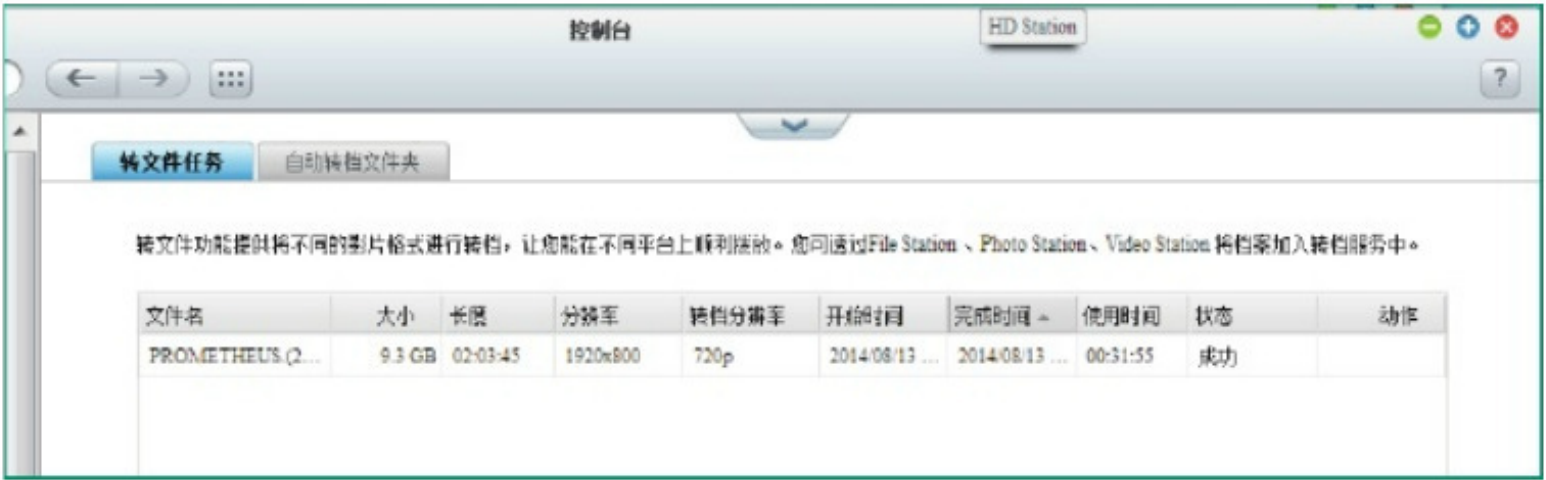 控制台
HD Station
?
转文件任务
自动转档文件夹
转文件功能提供将不同的影片格式进行转档，让您能在不同平台上顺利拨放。您可透过File Station、Photo Station、Video Station 将档案加入转档服务中。
文件名 大小 长度 分辨率 转档分辨率 开始时间 完成时间 使用时间 状态 动作
PROMETHEUS (2... 9.3 GB 02:03:45 1920x800 720p 2014/08/13 ... 2014/08/13 ... 00:31:55 成功